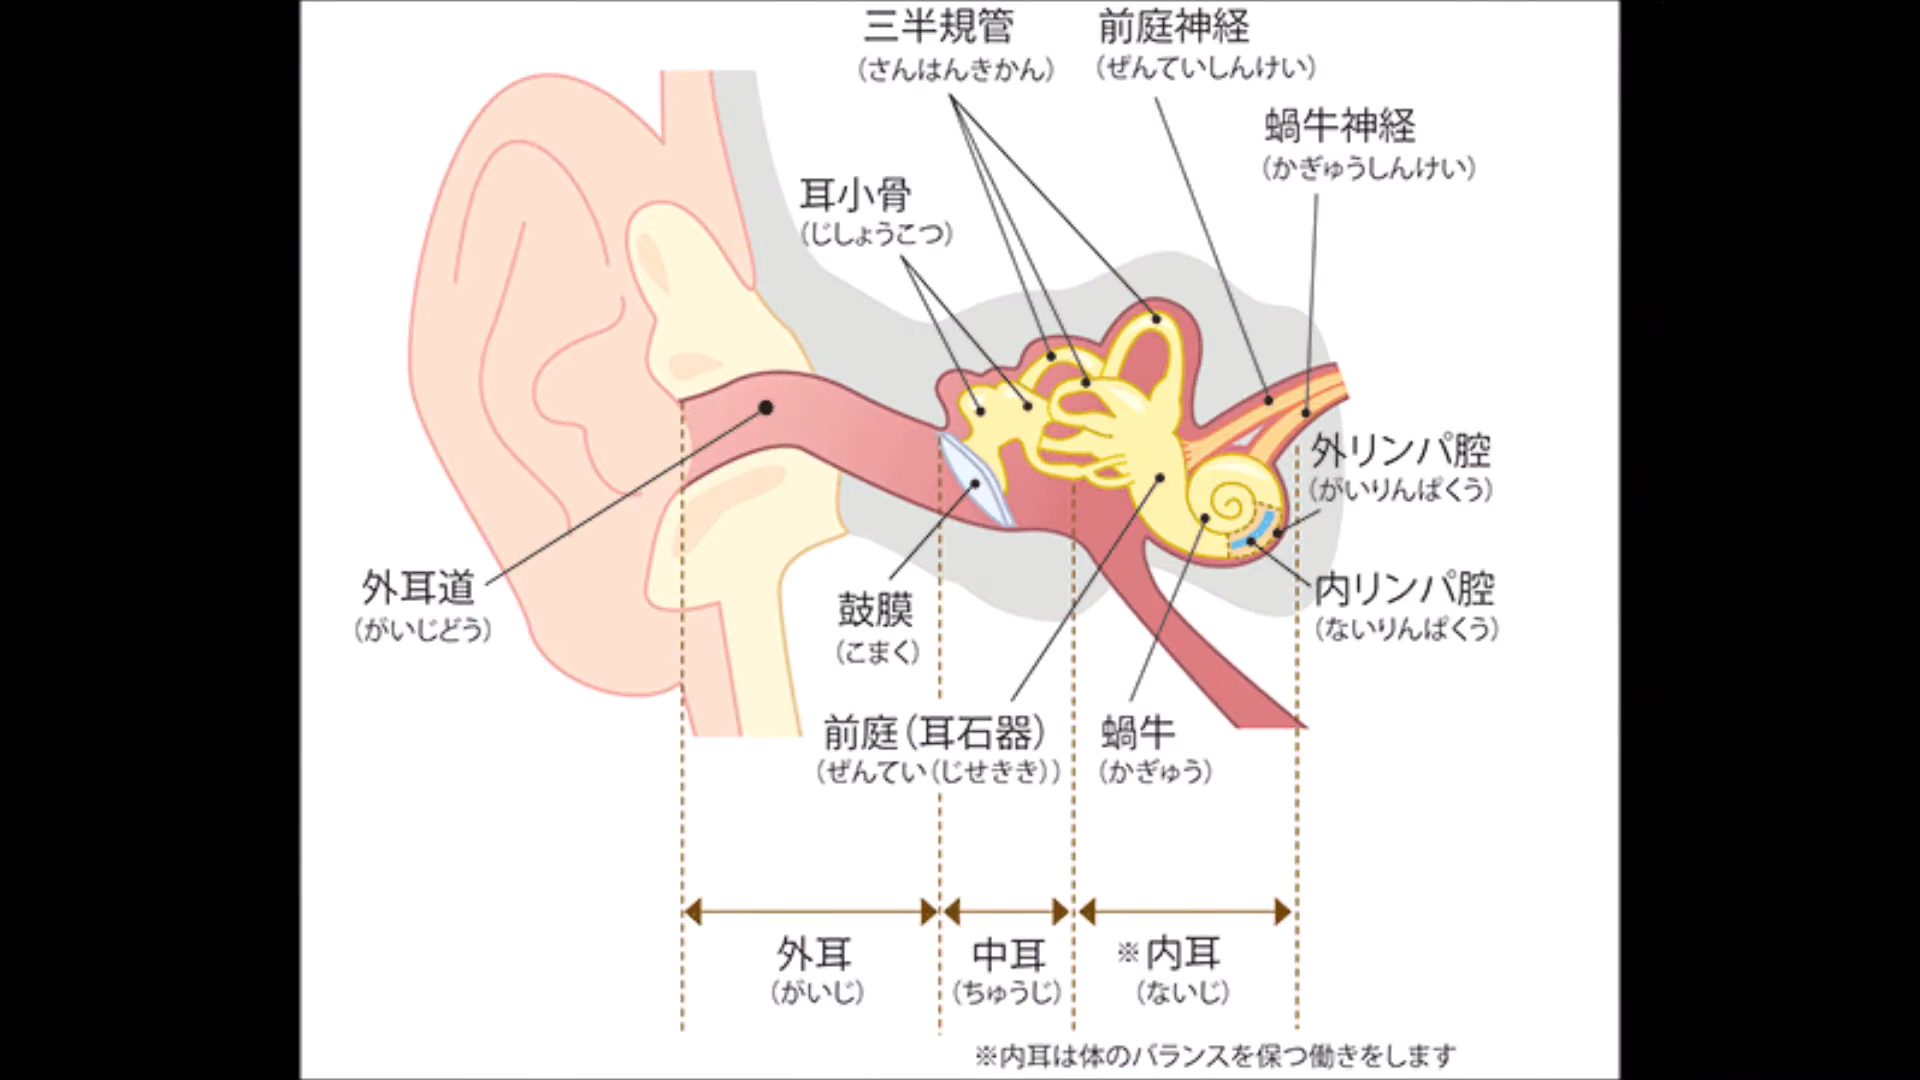 三半規管
(さんはんきかん)
前庭神経
(ぜんていしんけい)
蝸牛神経
(かぎゅうしんけい)
耳小骨
(じしょうこつ)
外リンパ腔
(がいりんぱくう)
外耳道
(がいじどう)
鼓膜
(こまく)
内リンパ腔
(ないりんぱくう)
前庭(耳石器)
(ぜんてい(じせきき))
蝸牛
(かぎゅう)
外耳
(がいじ)
中耳
(ちゅうじ)
※内耳
(ないじ)
※内耳は体のバランスを保つ働きをします